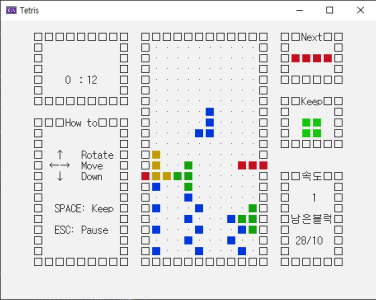 Tetris
Next
0 : 12
Keep
How to
↑ Rotate
←→ Move
↓ Down
속도
1
SPACE: Keep
남은블럭
ESC: Pause
28/10